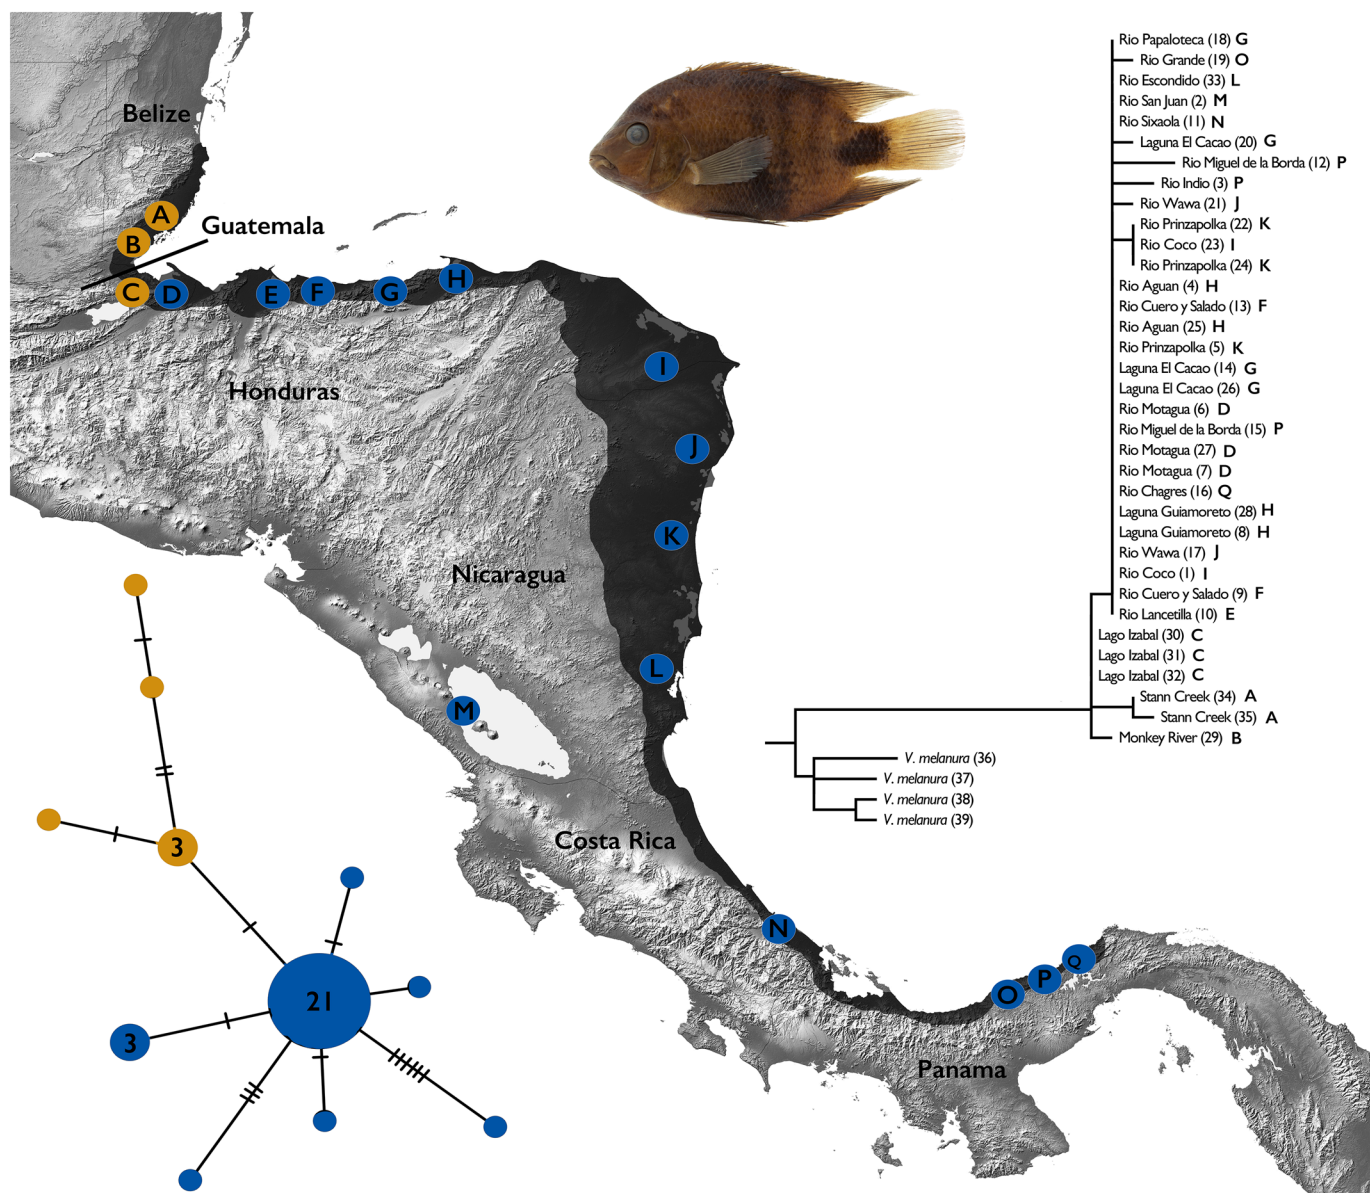 Belize
A
B
Guatemala
C
D
E
F
G
H
Honduras
I
J
K
Nicaragua
L
M
Costa Rica
N
O
P
Q
Panama
3
21
3
Rio Papaloteca (18) G
Rio Grande (19) O
Rio Escondido (33) L
Rio San Juan (2) M
Rio Sixaola (11) N
Laguna El Cacao (20) G
Rio Miguel de la Borda (12) P
Rio Indio (3) P
Rio Wawa (21) J
Rio Prinzapolka (22) K
Rio Coco (23) I
Rio Prinzapolka (24) K
Rio Aguan (4) H
Rio Cuero y Salado (13) F
Rio Aguan (25) H
Rio Prinzapolka (5) K
Laguna El Cacao (14) G
Laguna El Cacao (26) G
Rio Motagua (6) D
Rio Miguel de la Borda (15) P
Rio Motagua (27) D
Rio Motagua (7) D
Rio Chagres (16) Q
Laguna Guiamoreto (28) H
Laguna Guiamoreto (8) H
Rio Wawa (17) J
Rio Coco (1) I
Rio Cuero y Salado (9) F
Rio Lancetilla (10) E
Lago Izabal (30) C
Lago Izabal (31) C
Lago Izabal (32) C
Stann Creek (34) A
Stann Creek (35) A
Monkey River (29) B
V. melanura (36)
V. melanura (37)
V. melanura (38)
V. melanura (39)